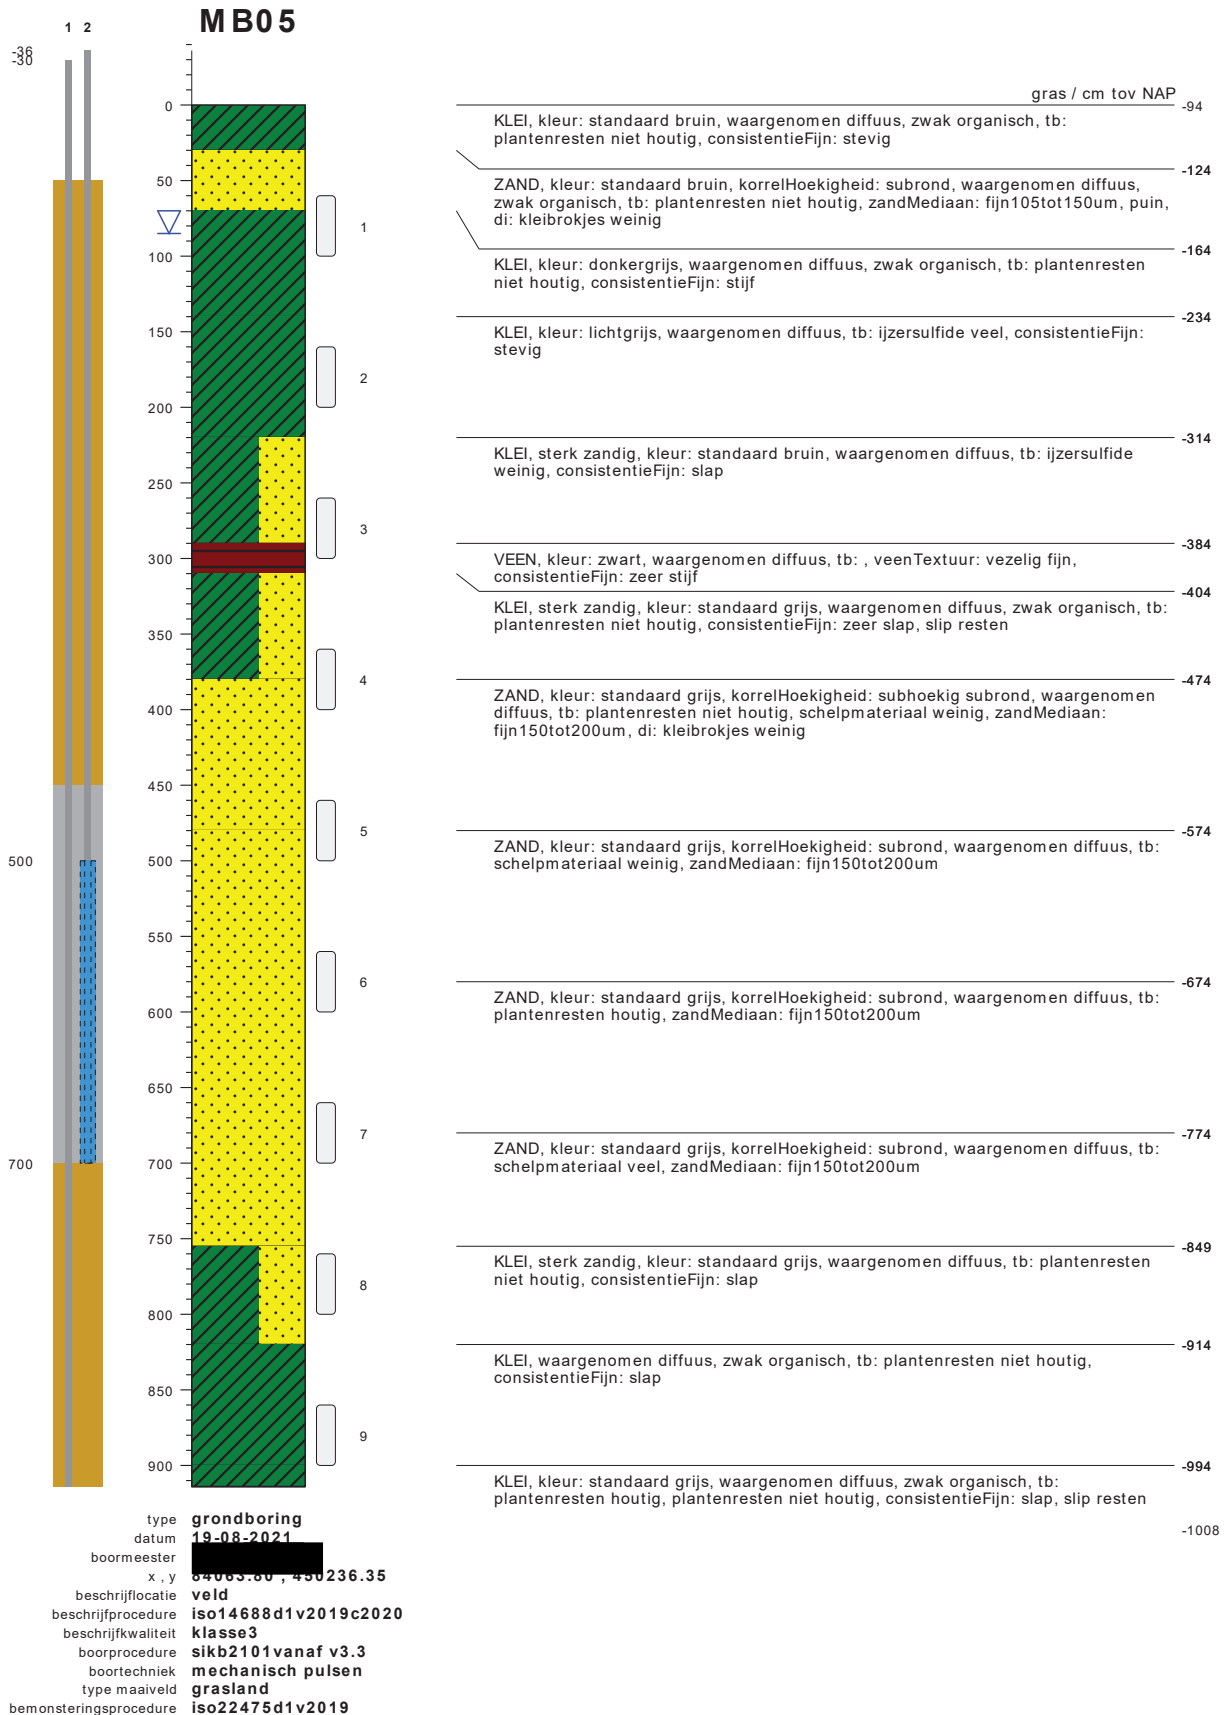 MB05
1 2
-36
-30
gras / cm tov NAP
0
-94
KLEI, kleur: standaard bruin, waargenomen diffuus, zwak organisch, tb:
plantenresten niet houtig, consistentieFijn: stevig
-124
50
ZAND, kleur: standaard bruin, korrelHoekigheid: subrond, waargenomen diffuus,
zwak organisch, tb: plantenresten niet houtig, zandMediaan: fijn105tot150um, puin,
di: kleibrokjes weinig
1
-164
100
KLEI, kleur: donkergrijs, waargenomen diffuus, zwak organisch, tb: plantenresten
niet houtig, consistentieFijn: stijf
-234
150
KLEI, kleur: lichtgrijs, waargenomen diffuus, tb: ijzersulfide veel, consistentieFijn:
stevig
2
200
-314
KLEI, sterk zandig, kleur: standaard bruin, waargenomen diffuus, tb: ijzersulfide
weinig, consistentieFijn: slap
250
3
-384
300
VEEN, kleur: zwart, waargenomen diffuus, tb: , veenTextuur: vezelig fijn,
consistentieFijn: zeer stijf
-404
KLEI, sterk zandig, kleur: standaard grijs, waargenomen diffuus, zwak organisch, tb:
plantenresten niet houtig, consistentieFijn: zeer slap, slip resten
350
4
-474
ZAND, kleur: standaard grijs, korrelHoekigheid: subhoekig subrond, waargenomen
diffuus, tb: plantenresten niet houtig, schelpmateriaal weinig, zandMediaan:
fijn150tot200um, di: kleibrokjes weinig
400
450
5
-574
ZAND, kleur: standaard grijs, korrelHoekigheid: subrond, waargenomen diffuus, tb:
schelpmateriaal weinig, zandMediaan: fijn150tot200um
500
500
550
6
-674
ZAND, kleur: standaard grijs, korrelHoekigheid: subrond, waargenomen diffuus, tb:
plantenresten houtig, zandMediaan: fijn150tot200um
600
650
7
-774
ZAND, kleur: standaard grijs, korrelHoekigheid: subrond, waargenomen diffuus, tb:
schelpmateriaal veel, zandMediaan: fijn150tot200um
700
700
750
-849
KLEI, sterk zandig, kleur: standaard grijs, waargenomen diffuus, tb: plantenresten
niet houtig, consistentieFijn: slap
8
800
-914
KLEI, waargenomen diffuus, zwak organisch, tb: plantenresten niet houtig,
consistentieFijn: slap
850
9
900
-994
KLEI, kleur: standaard grijs, waargenomen diffuus, zwak organisch, tb:
plantenresten houtig, plantenresten niet houtig, consistentieFijn: slap, slip resten
-1008
type grondboring
datum 19-08-2021
boormeester
x , y 84063.80 , 450236.35
beschrijflocatie veld
beschrijfprocedure iso14688d1v2019c2020
beschrijfkwaliteit klasse3
boorprocedure sikb2101vanaf v3.3
boortechniek mechanisch pulsen
type maaiveld grasland
bemonsteringsprocedure iso22475d1v2019